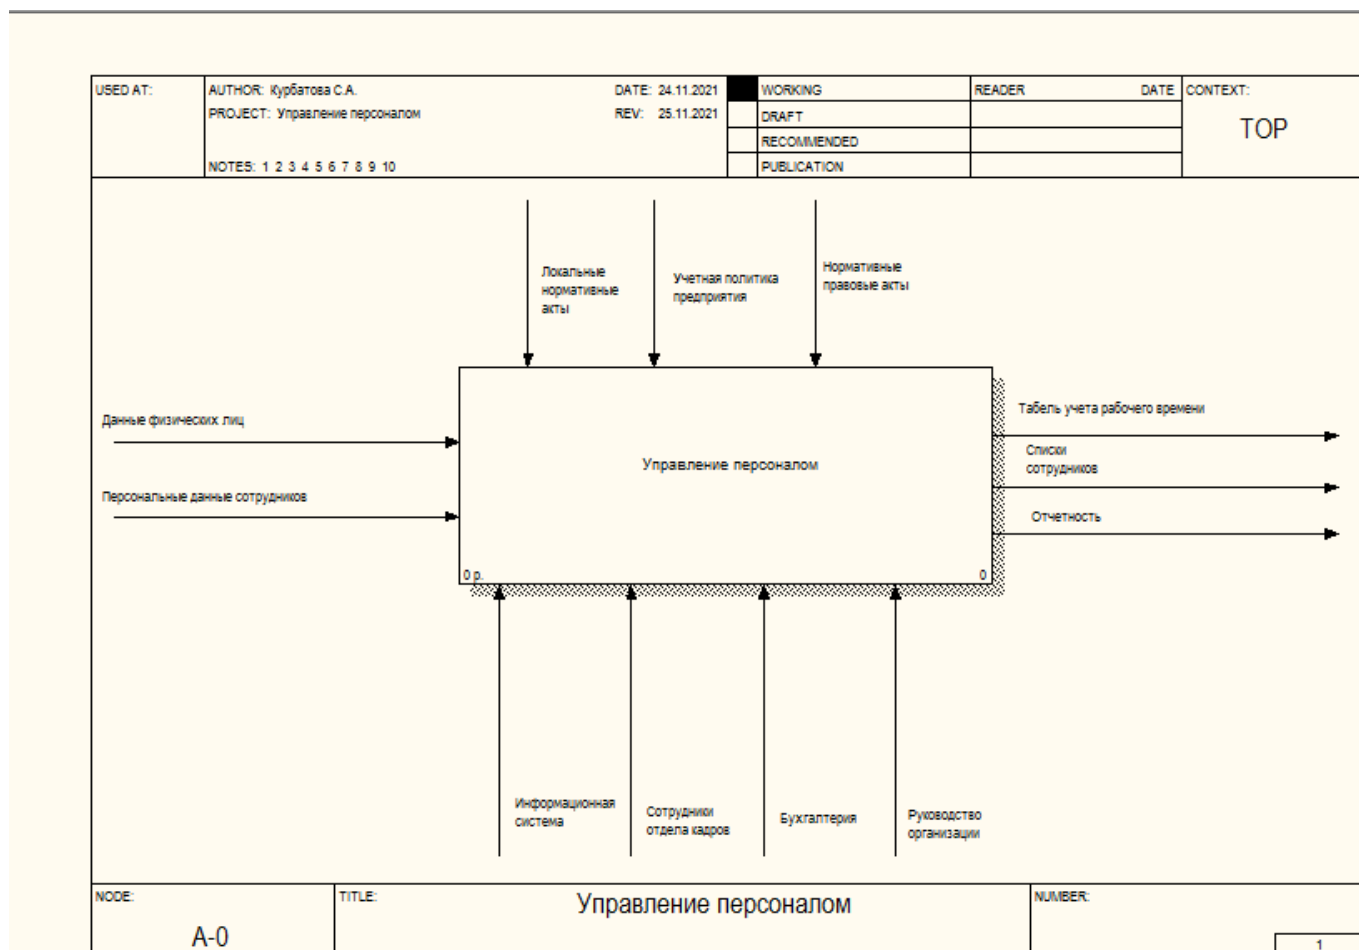 USED AT:
AUTHOR: Курбатова С.А.
DATE: 24.11.2021
PROJECT: Управление персоналом
REV: 25.11.2021
NOTES: 1 2 3 4 5 6 7 8 9 10
WORKING
DRAFT
RECOMMENDED
PUBLICATION
READER
DATE
CONTEXT:
TOP
Локальные
нормативные
акты
Учетная политика
предприятия
Нормативные
правовые акты
Данные физических лиц
Персональные данные сотрудников
Управление персоналом
0 р.
0
Табель учета рабочего времени
Списки
сотрудников
Отчетность
Информационная
система
Сотрудники
отдела кадров
Бухгалтерия
Руководство
организации
NODE:
A-0
TITLE:
Управление персоналом
NUMBER:
1